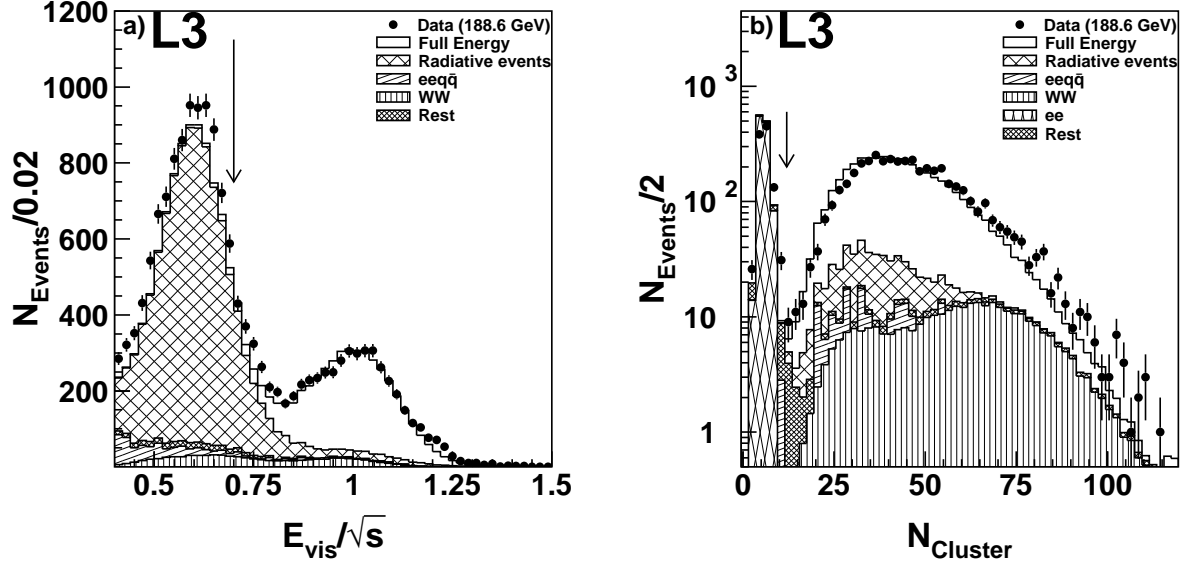 a) L3
Data (188.6 GeV)
Full Energy
Radiative events
eeqq̄
WW
Rest
N_Events/0.02
1200
1000
800
600
400
200
0.5 0.75 1 1.25 1.5
E_vis/√s
b) L3
Data (188.6 GeV)
Full Energy
Radiative events
eeqq̄
WW
ee
Rest
N_Events/2
10^3
10^2
10
1
0 25 50 75 100
N_Cluster